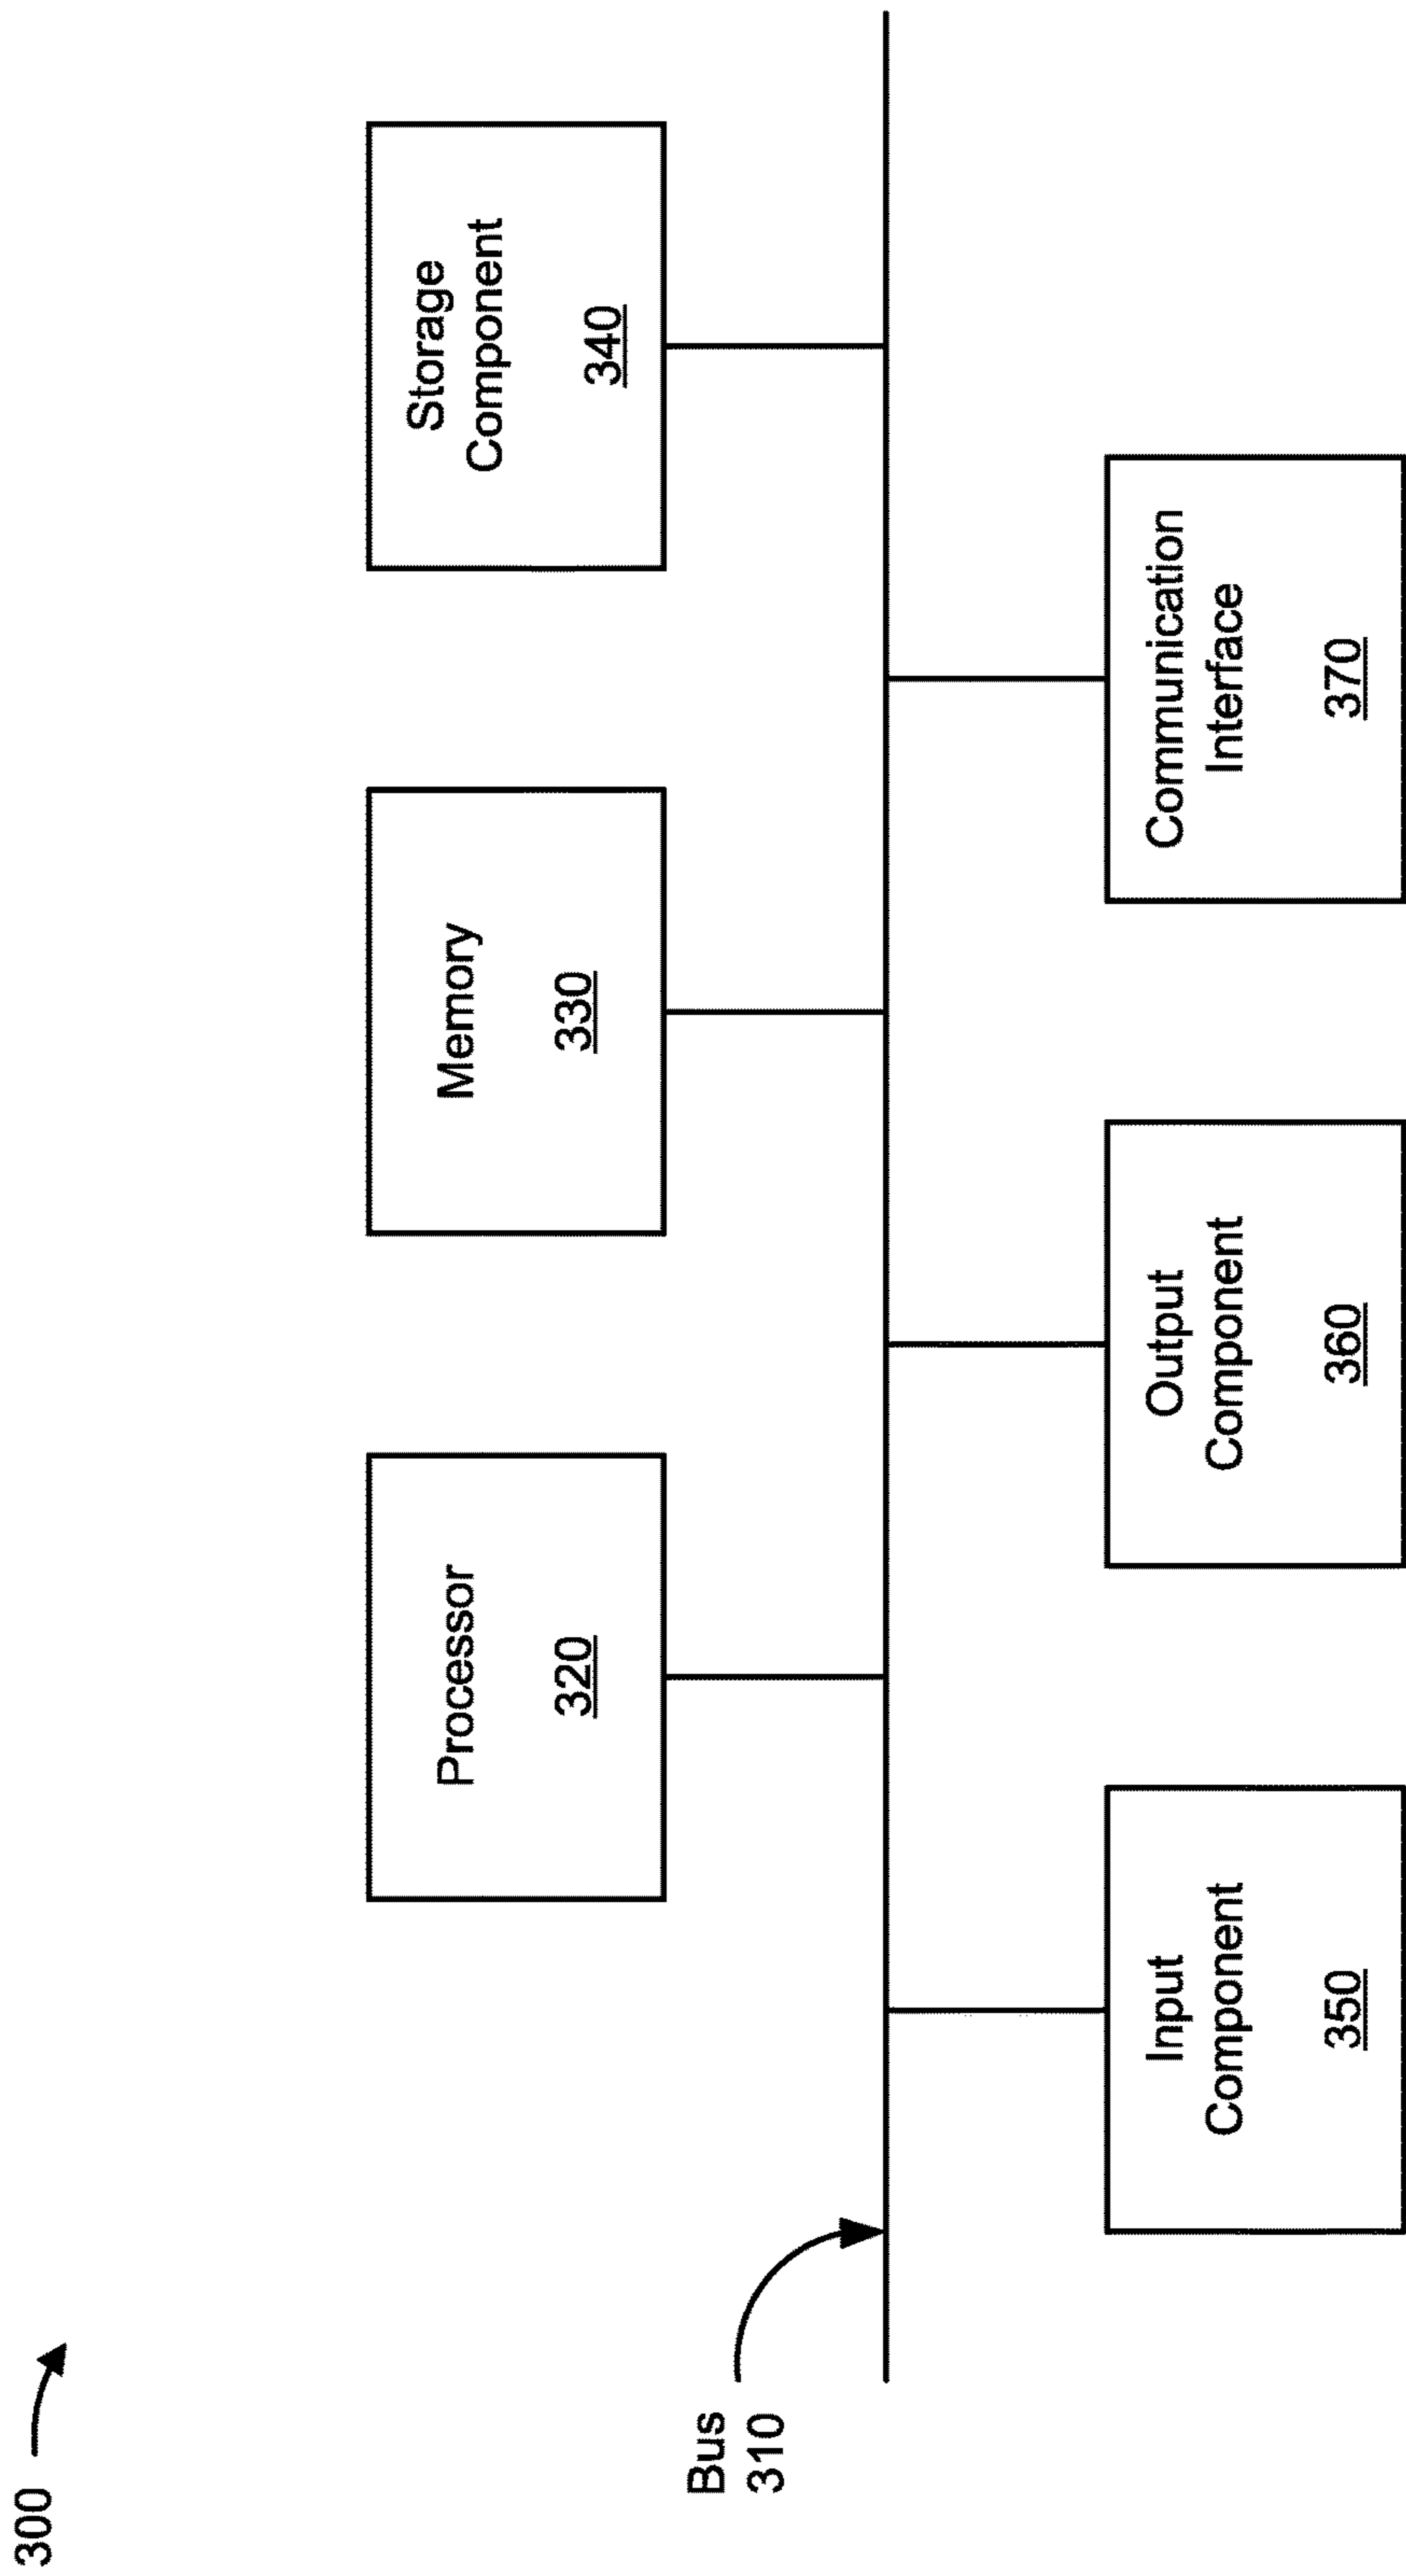 300
Processor
320
Memory
330
Storage
Component
340
Bus
310
Input
Component
350
Output
Component
360
Communication
Interface
370